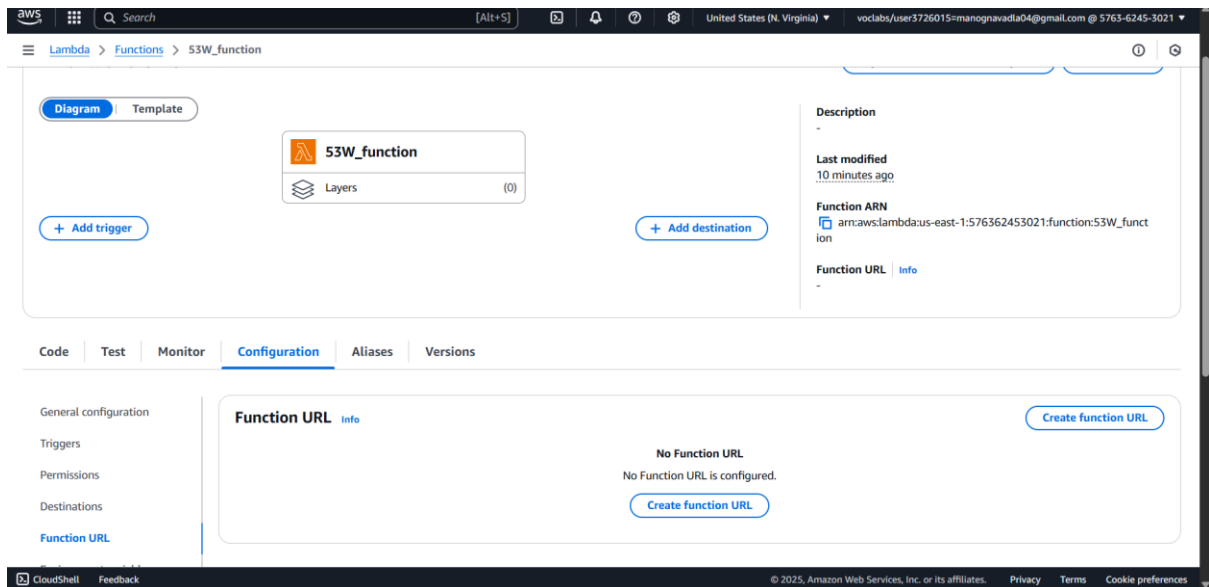 aws
Search [Alt+S] United States (N. Virginia) ▼ voclabs/user3726015=manognavadla04@gmail.com @ 5763-6245-3021 ▼
Lambda > Functions > 53W_function
Diagram | Template
53W_function
Layers (0)
+ Add trigger
+ Add destination
Description
-
Last modified
10 minutes ago
Function ARN
arn:aws:lambda:us-east-1:576362453021:function:53W_funct
ion
Function URL | Info
-
Code Test Monitor Configuration Aliases Versions
General configuration
Triggers
Permissions
Destinations
Function URL
Function URL Info
Create function URL
No Function URL
No Function URL is configured.
Create function URL
CloudShell Feedback © 2025, Amazon Web Services, Inc. or its affiliates. Privacy Terms Cookie preferences